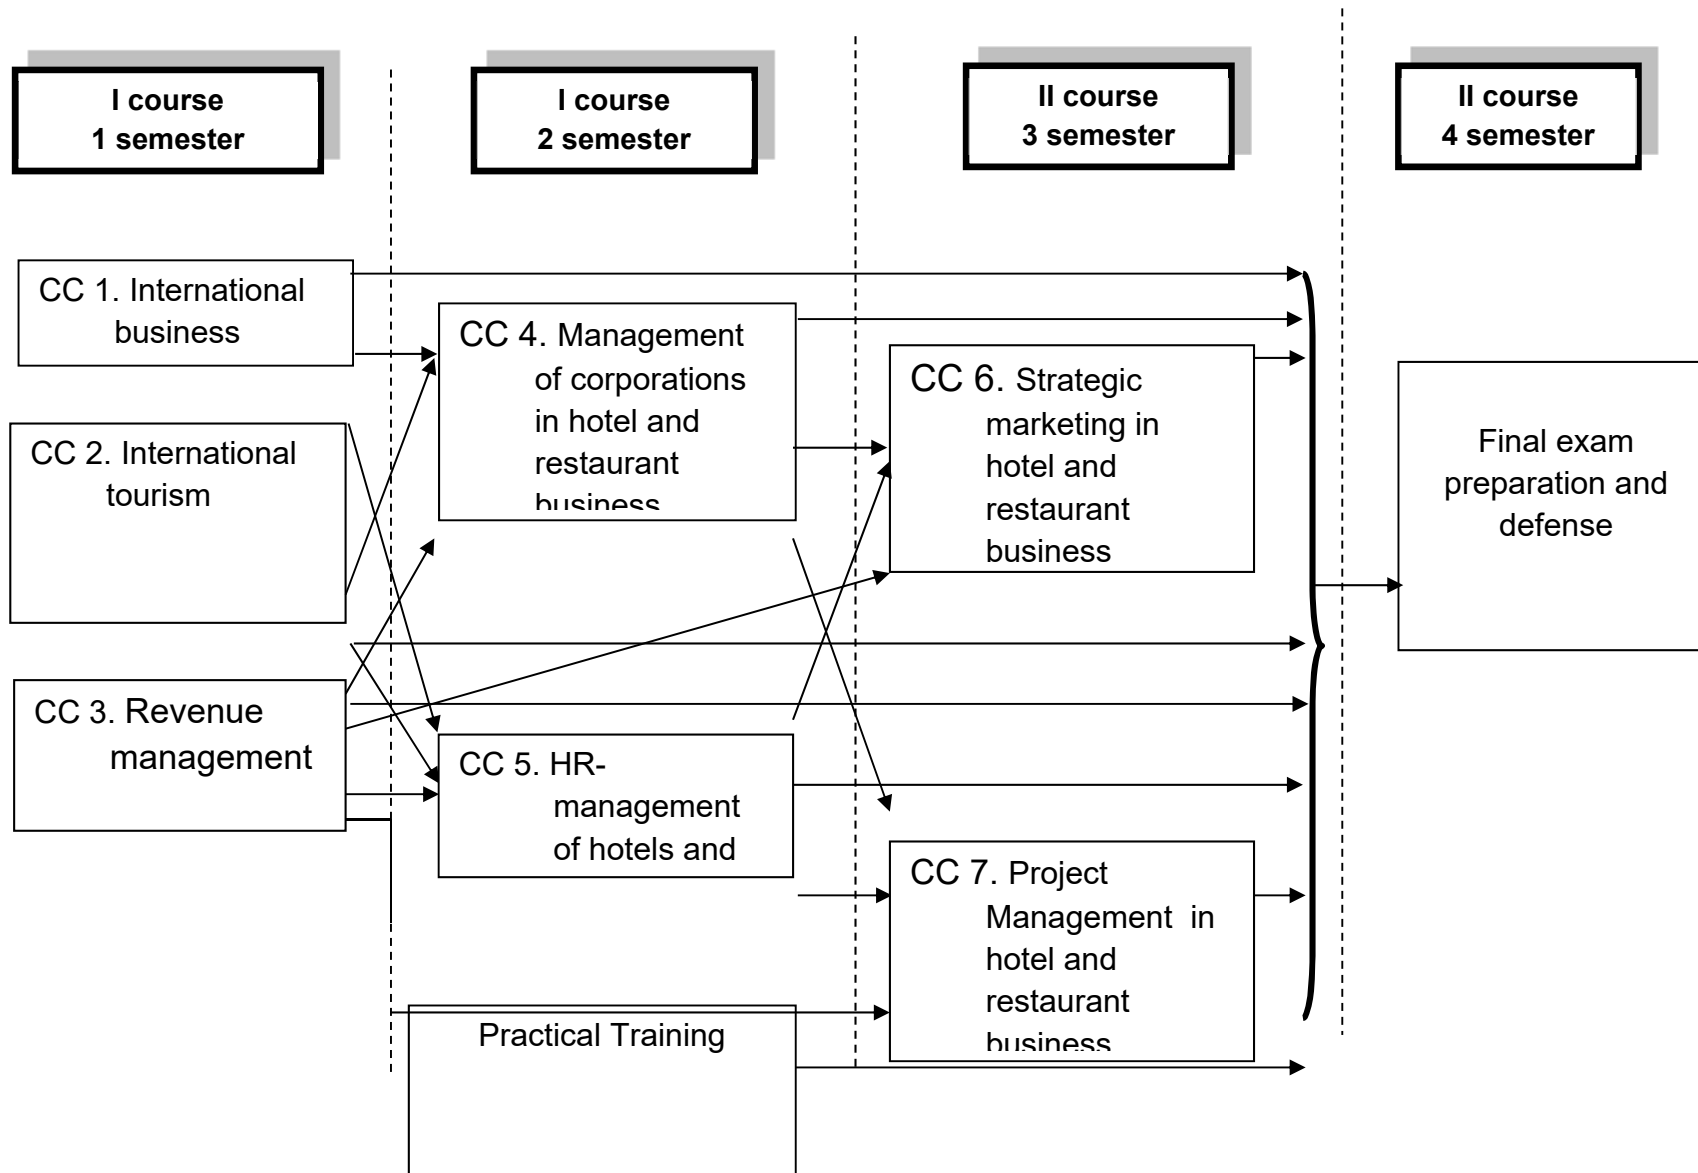 I course
1 semester
I course
2 semester
II course
3 semester
II course
4 semester
CC 1. International
business
CC 2. International
tourism
CC 3. Revenue
management
CC 4. Management
of corporations
in hotel and
restaurant
business
CC 5. HR-
management
of hotels and
Practical Training
CC 6. Strategic
marketing in
hotel and
restaurant
business
CC 7. Project
Management in
hotel and
restaurant
business
Final exam
preparation and
defense